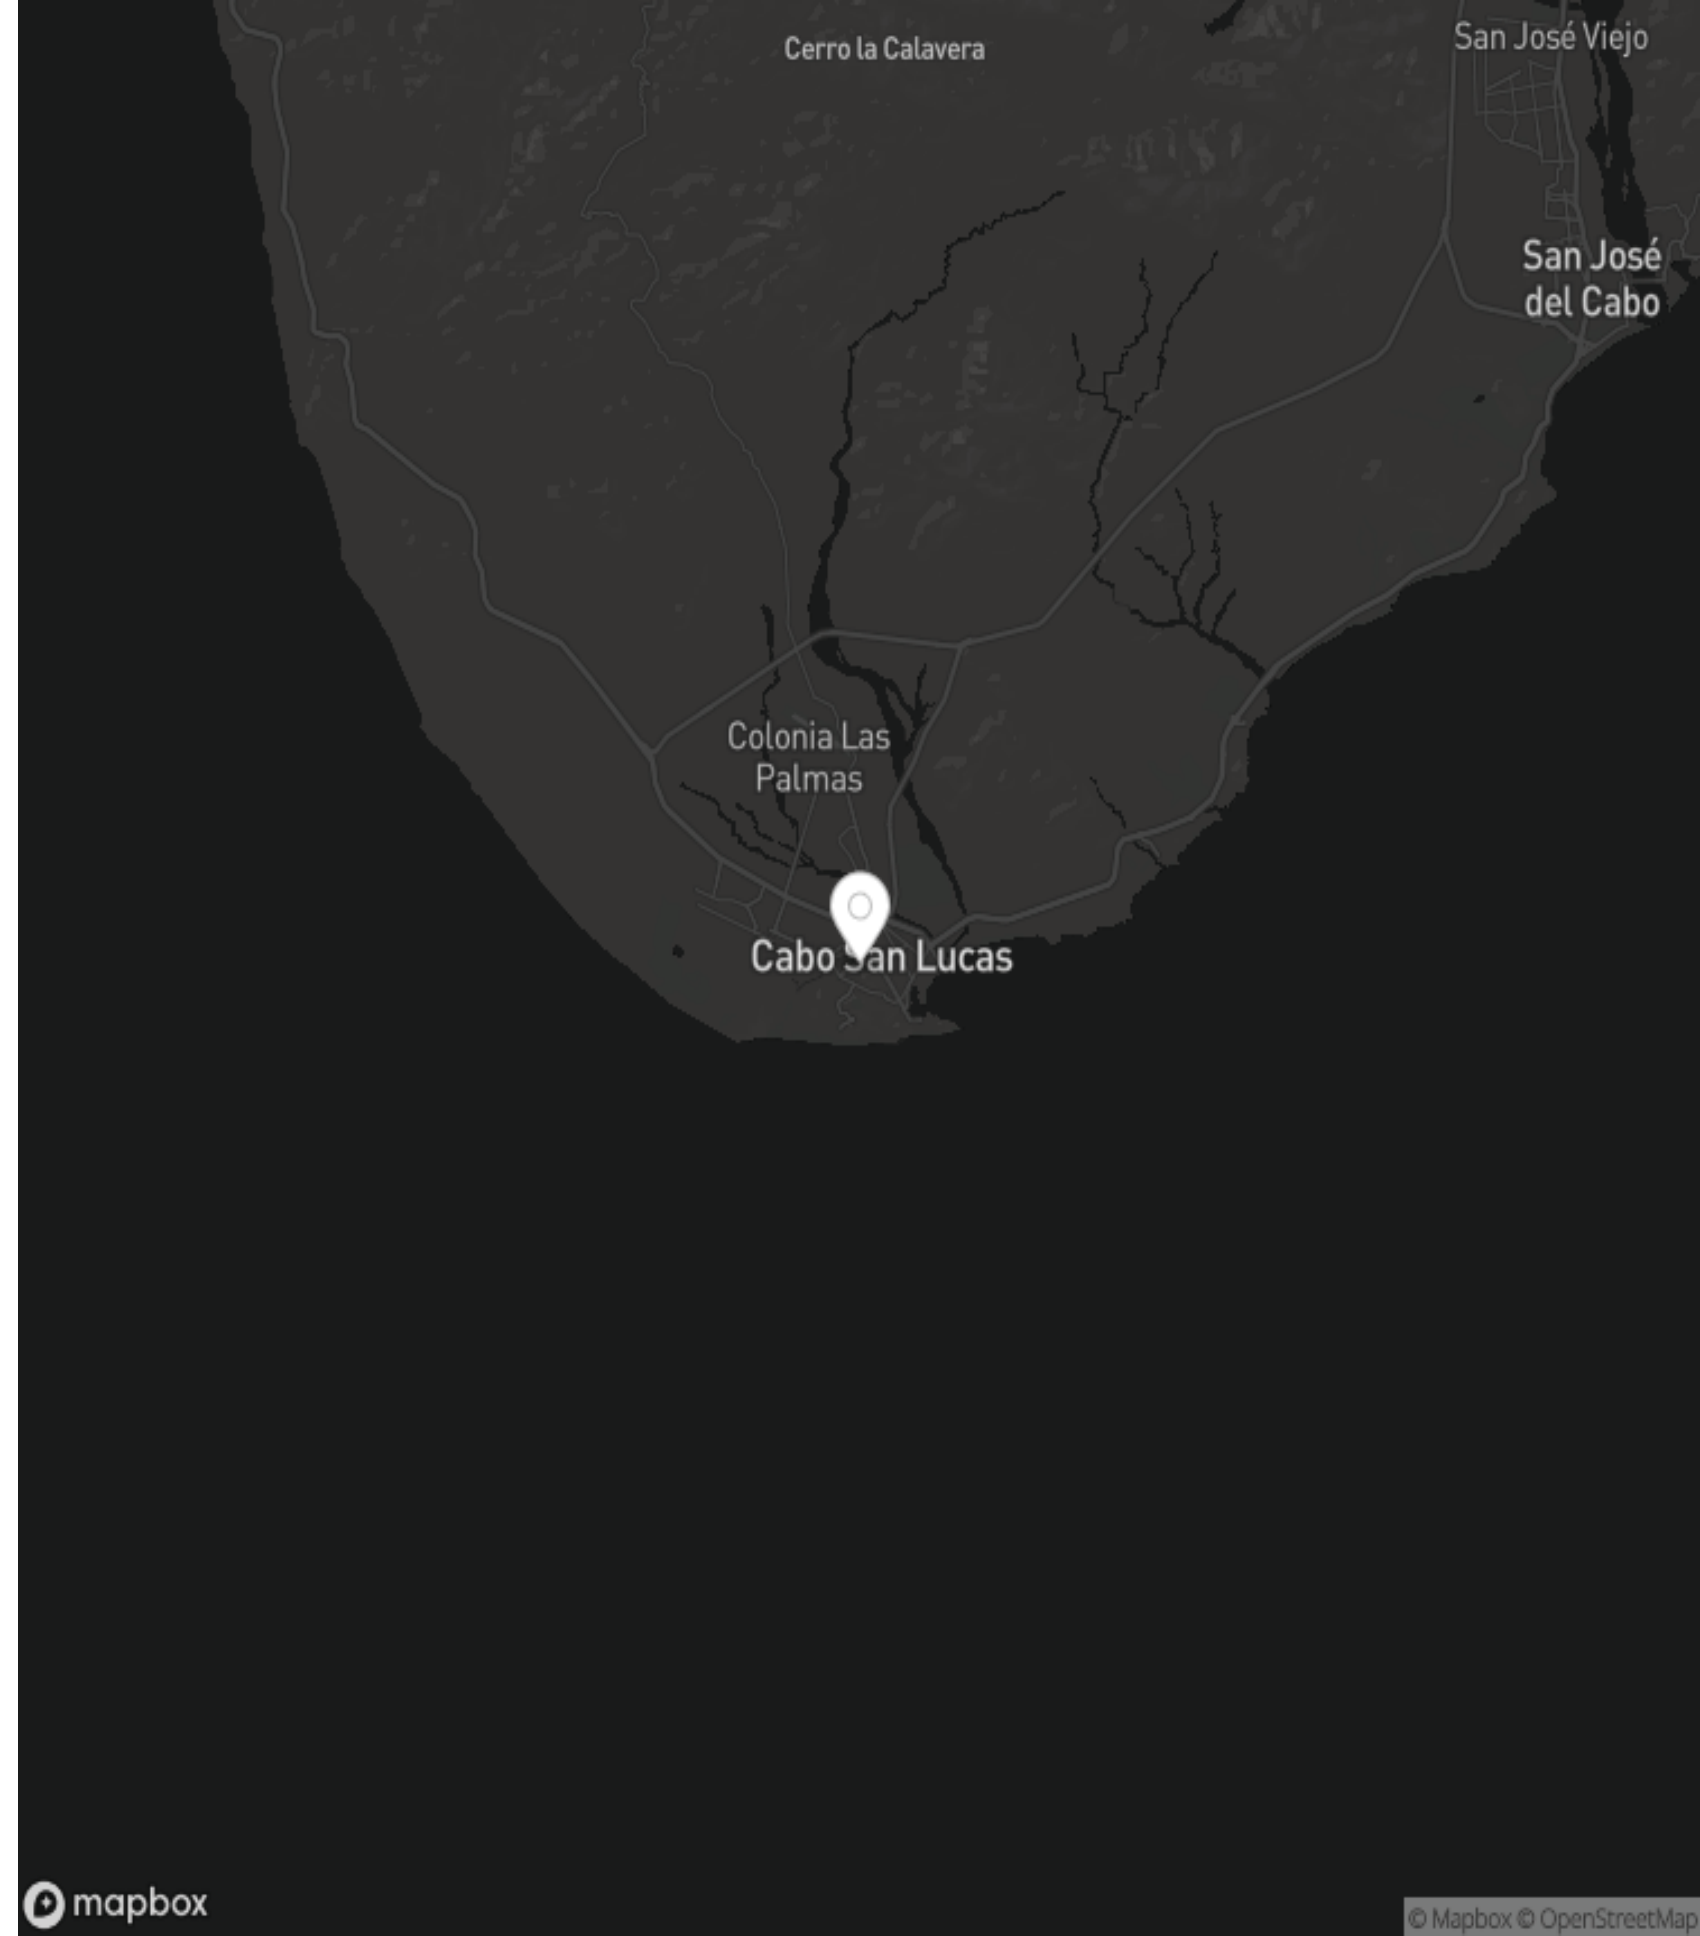 Cerro la Calavera
San José Viejo
San José
del Cabo
Colonia Las
Palmas
Cabo San Lucas
mapbox
© Mapbox © OpenStreetMap